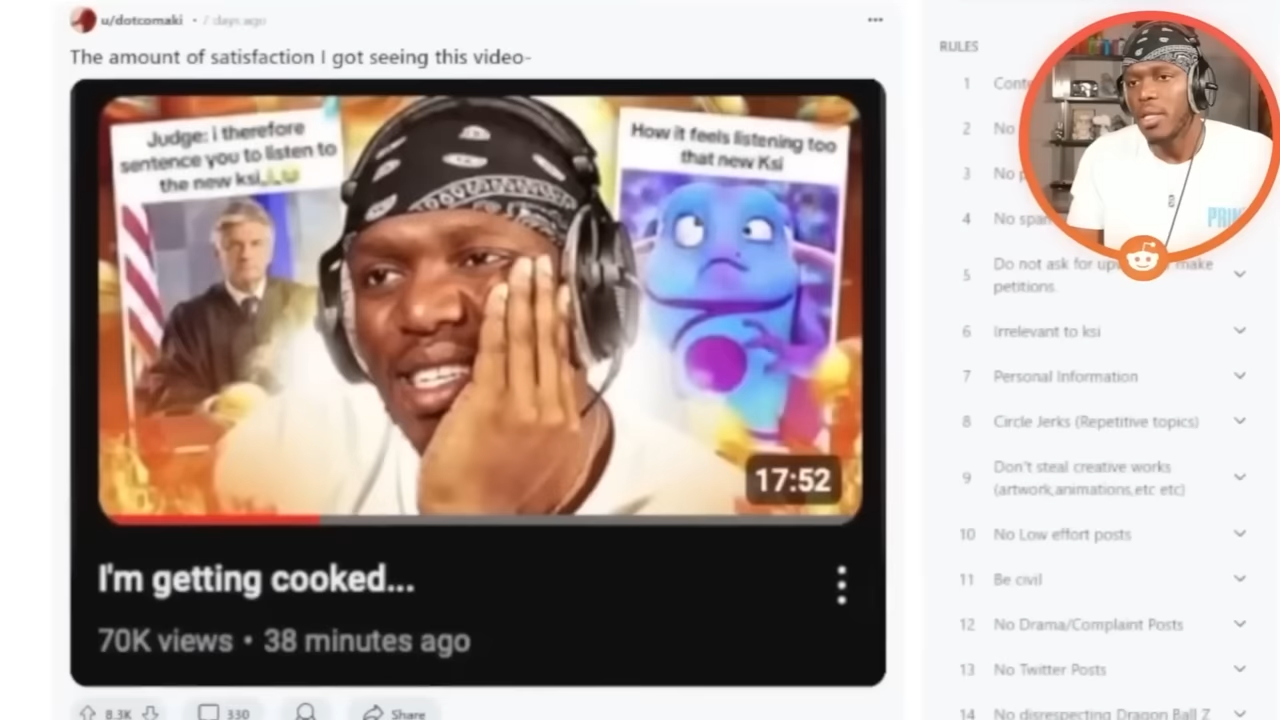 u/dotcomaki • 7 days ago
The amount of satisfaction I got seeing this video-
Judge: i therefore
sentence you to listen to
the new ksi
How it feels listening too
that new Ksi
17:52
I'm getting cooked...
70K views • 38 minutes ago
8.3K
330
Share
RULES
1
2 No
3 No
4 No
5 Do not ask for make
petitions.
6 Irrelevant to ksi
7 Personal Information
8 Circle Jerks (Repetitive topics)
9 Don't steal creative works
(artwork,animations,etc etc)
10 No Low effort posts
11 Be civil
12 No Drama/Complaint Posts
13 No Twitter Posts
14 No disrespecting Dragon Ball Z